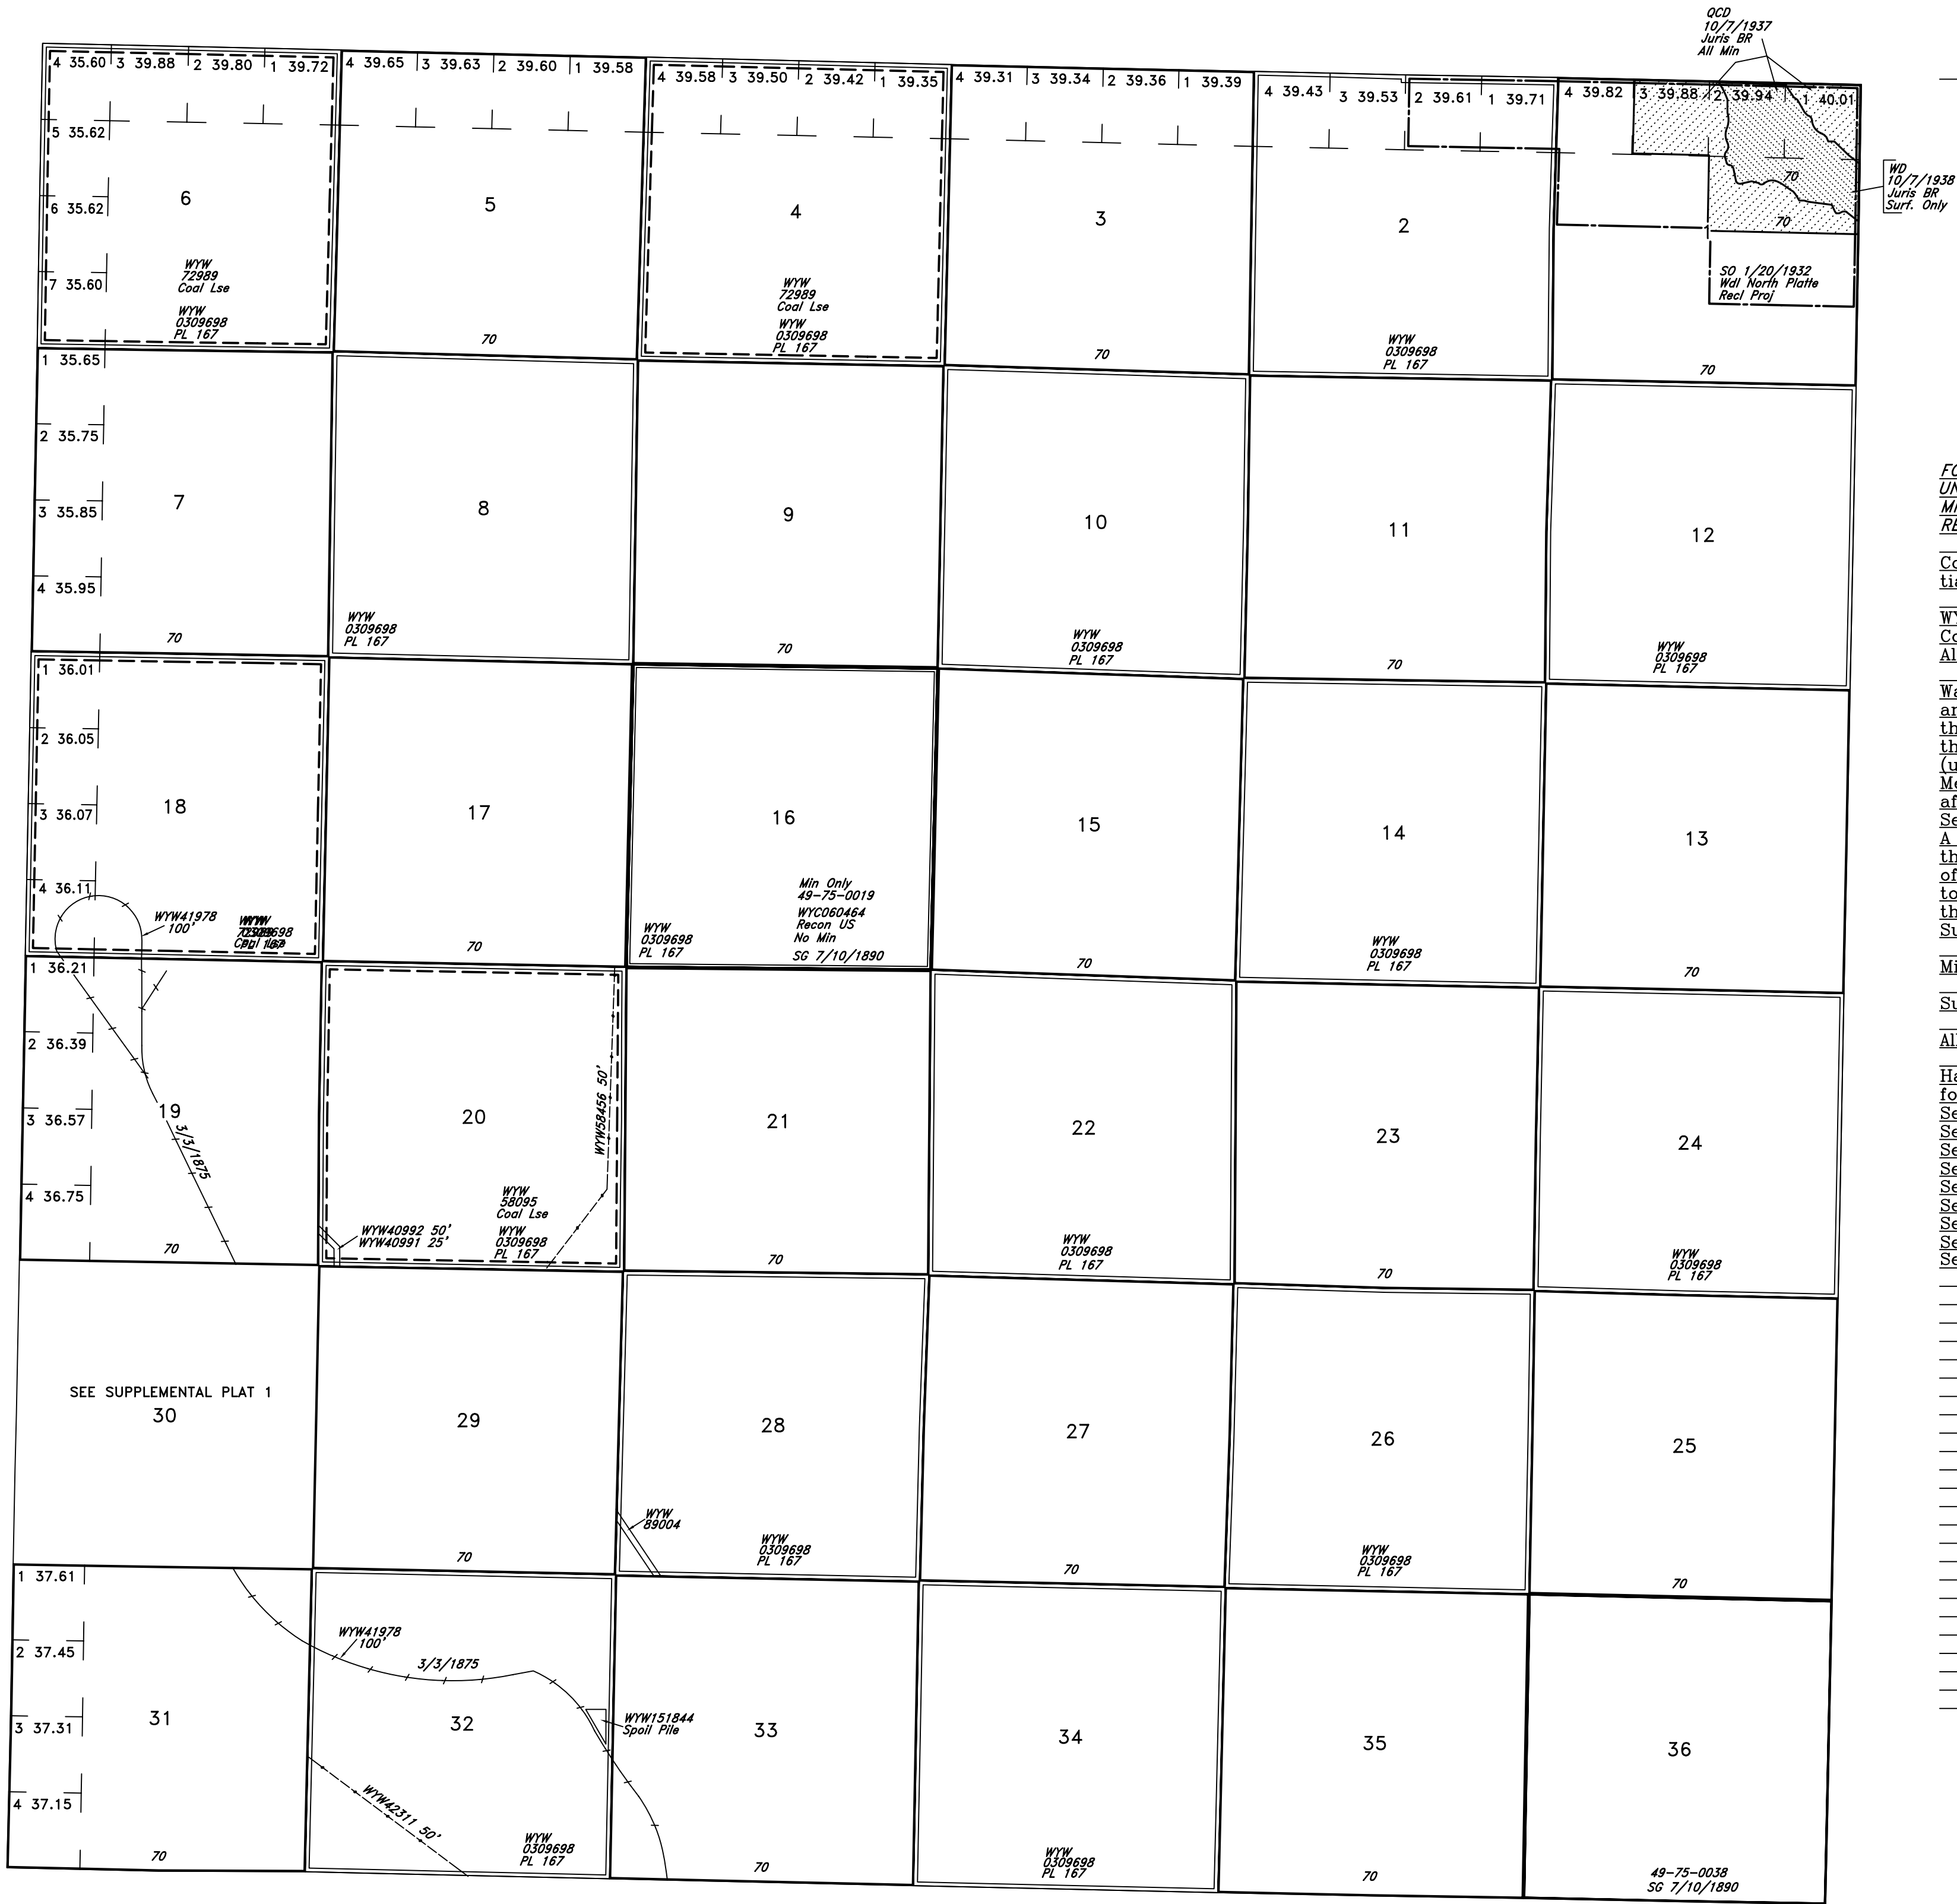 QCD
10/7/1937
Juris BR
All Min
4 35.60 3 39.88 2 39.80 1 39.72
4 39.65 3 39.63 2 39.60 1 39.58
4 39.58 3 39.50 2 39.42 1 39.35
4 39.31 3 39.34 2 39.36 1 39.39
4 39.43 3 39.53 2 39.61 1 39.71
4 39.82 3 39.88 2 39.94 1 40.01
5 35.62
6 35.62
7 35.60
6
WYW
72989
Coal Lse
WYW
0309698
PL 167
5
70
4
WYW
72989
Coal Lse
WYW
0309698
PL 167
3
70
2
WYW
0309698
PL 167
70
70
WD
10/7/1938
Juris BR
Surf. Only
SO 1/20/1932
Wdl North Platte
Recl Proj
70
1 35.65
2 35.75
3 35.85
4 35.95
7
70
8
WYW
0309698
PL 167
9
70
10
WYW
0309698
PL 167
11
70
12
WYW
0309698
PL 167
1 36.01
2 36.05
3 36.07
4 36.11
18
WYW41978
100'
17
70
16
Min Only
49-75-0019
WYC060464
Recon US
No Min
SG 7/10/1890
WYW
0309698
PL 167
15
70
14
WYW
0309698
PL 167
13
70
1 36.21
2 36.39
3 36.57
4 36.75
19
3/3/1875
70
20
WYW58456 50'
WYW
58095
Coal Lse
WYW
0309698
PL 167
WYW40992 50'
WYW40991 25'
21
70
22
WYW
0309698
PL 167
23
70
24
WYW
0309698
PL 167
SEE SUPPLEMENTAL PLAT 1
30
29
70
28
WYW
89004
WYW
0309698
PL 167
27
70
26
WYW
0309698
PL 167
25
70
1 37.61
2 37.45
3 37.31
4 37.15
31
70
32
WYW41978
100'
3/3/1875
WYW151844
Spoil Pile
WYW42311 50'
WYW
0309698
PL 167
33
70
34
WYW
0309698
PL 167
35
70
36
49-75-0038
SG 7/10/1890